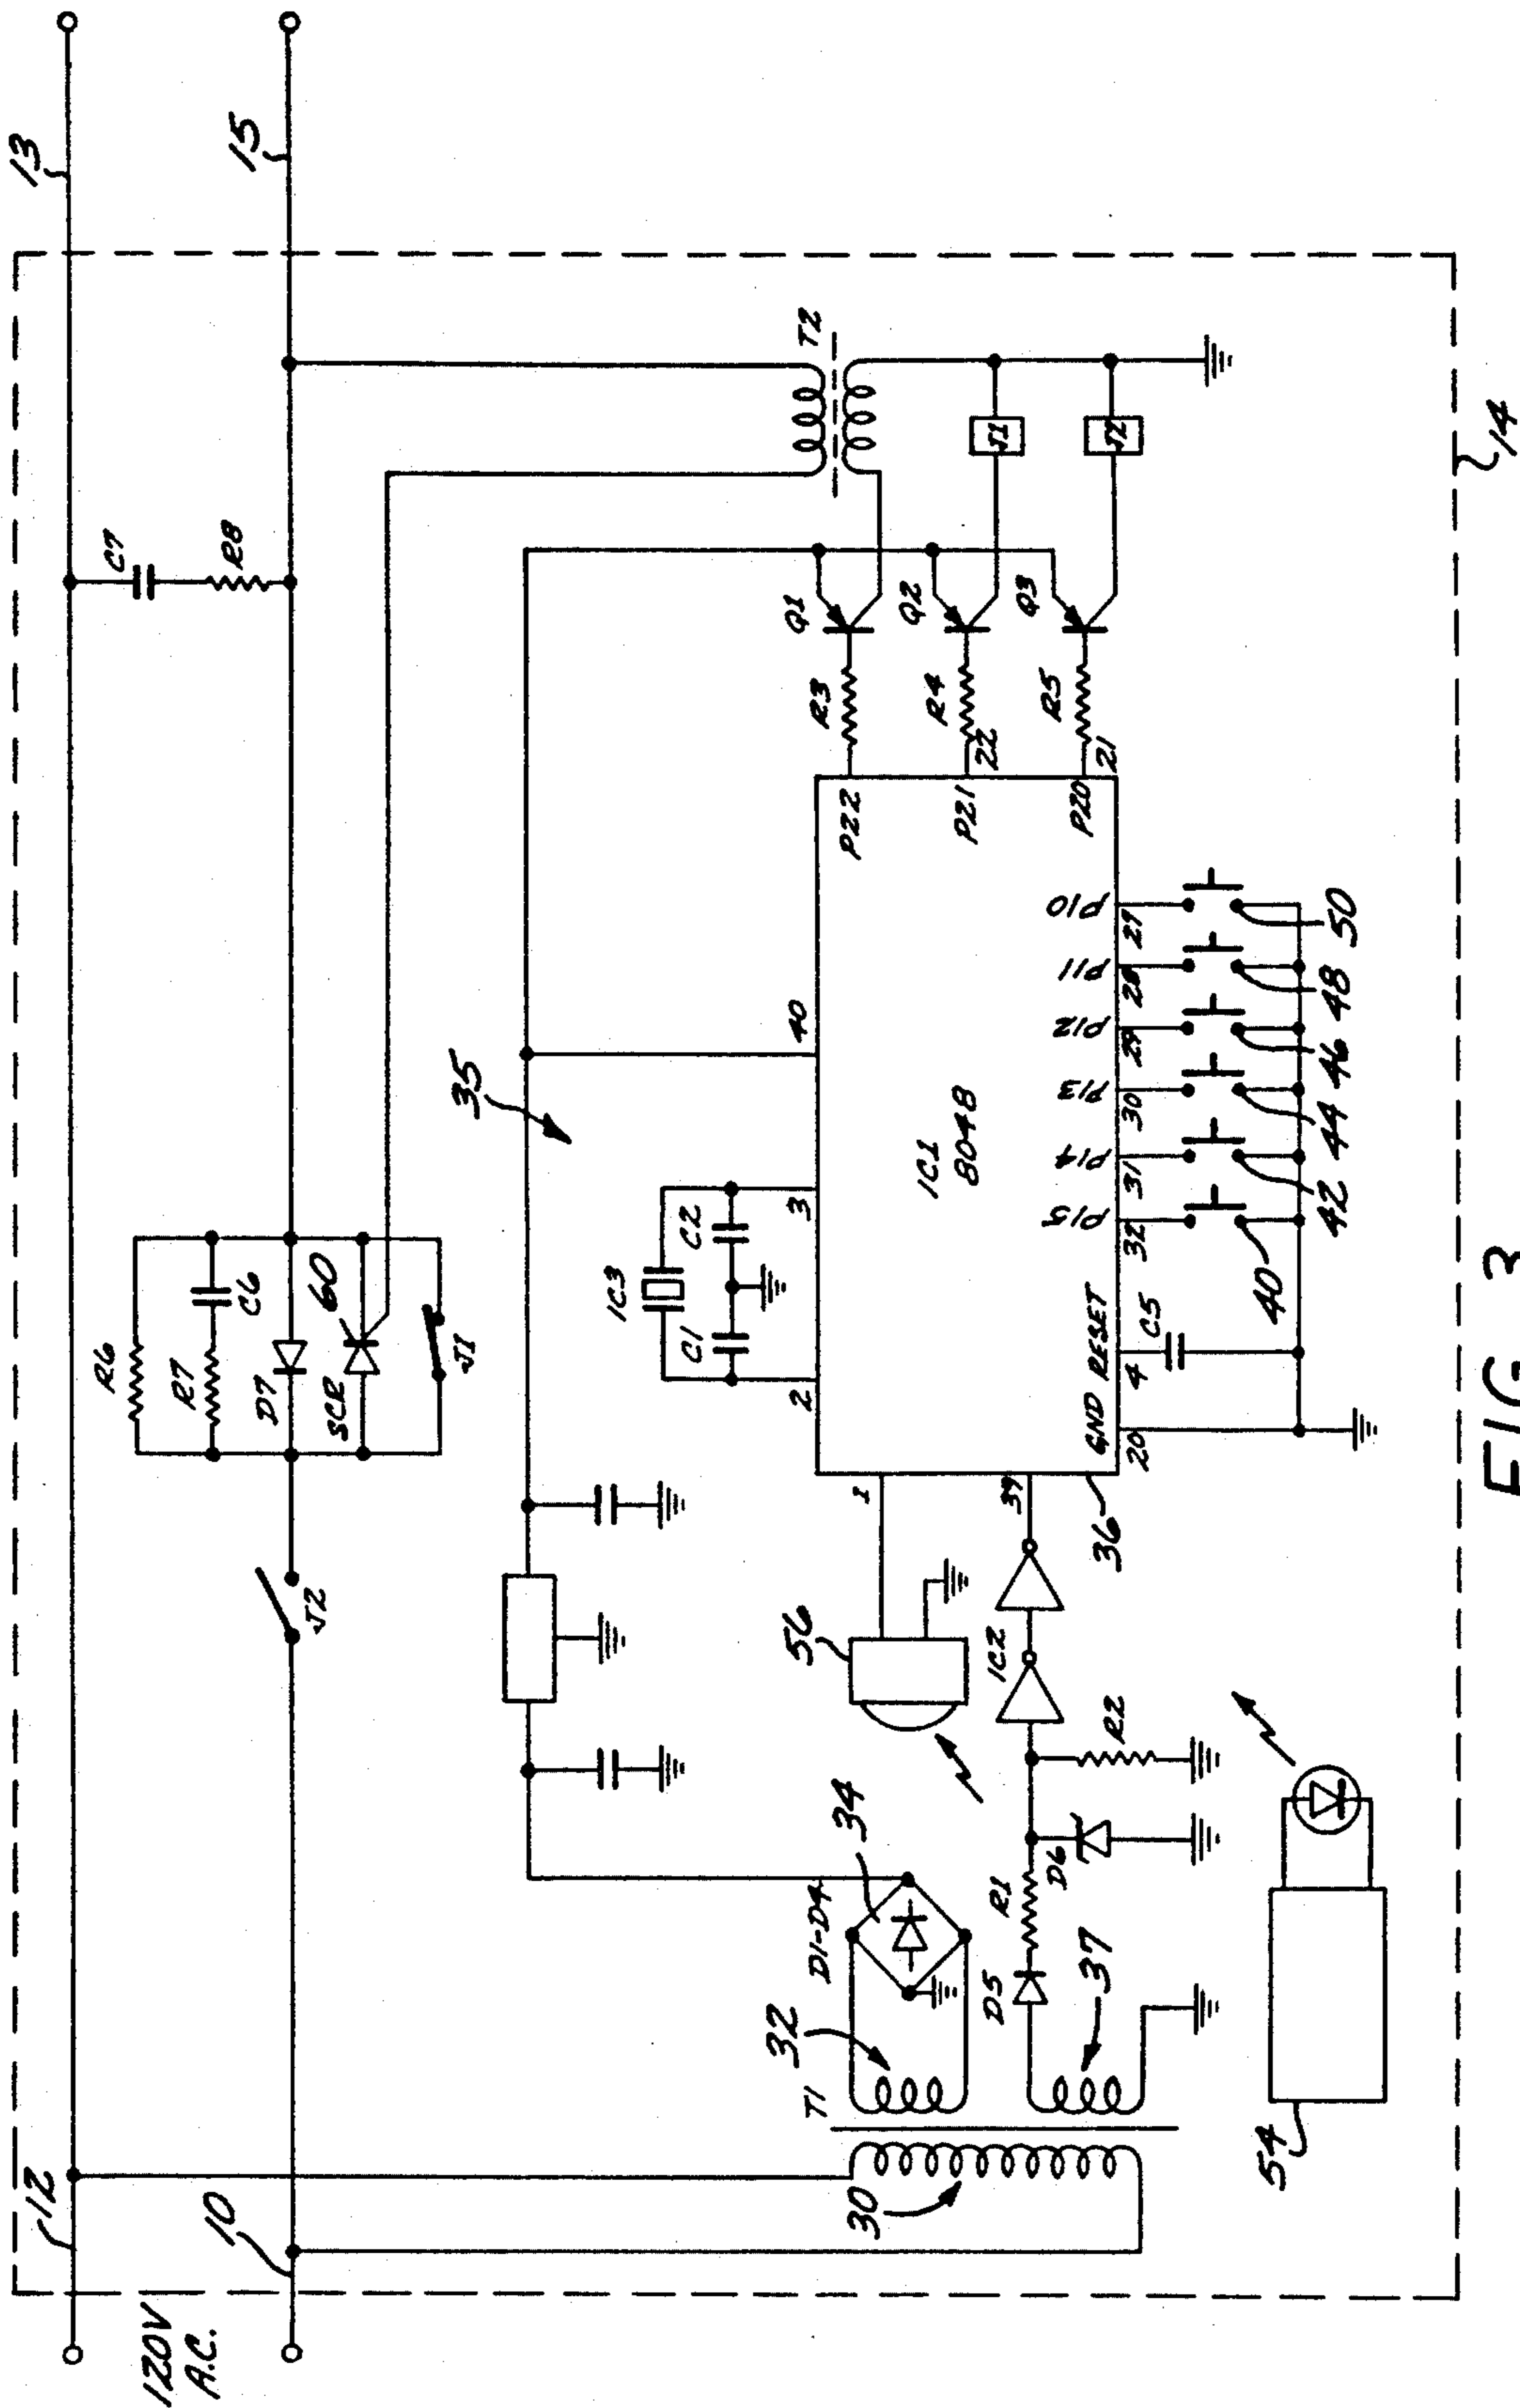 13
15
12
10
120V
A.C.
C7
R8
R6
R7
C6
D7
60
SCR
J1
J2
35
T2
IC3
C1
C2
2
3
40
Q1
R3
Q2
R4
22
Q3
R5
21
J1
J2
P22
P21
P20
IC1
8048
1
39
36
GND
20
RESET
4
C5
P15
32
P14
31
P13
30
P12
29
P11
28
P10
27
40
42
44
46
48
50
56
IC2
R2
D6
R1
D5
34
D1-D4
32
37
T1
30
54
14
FIG 3